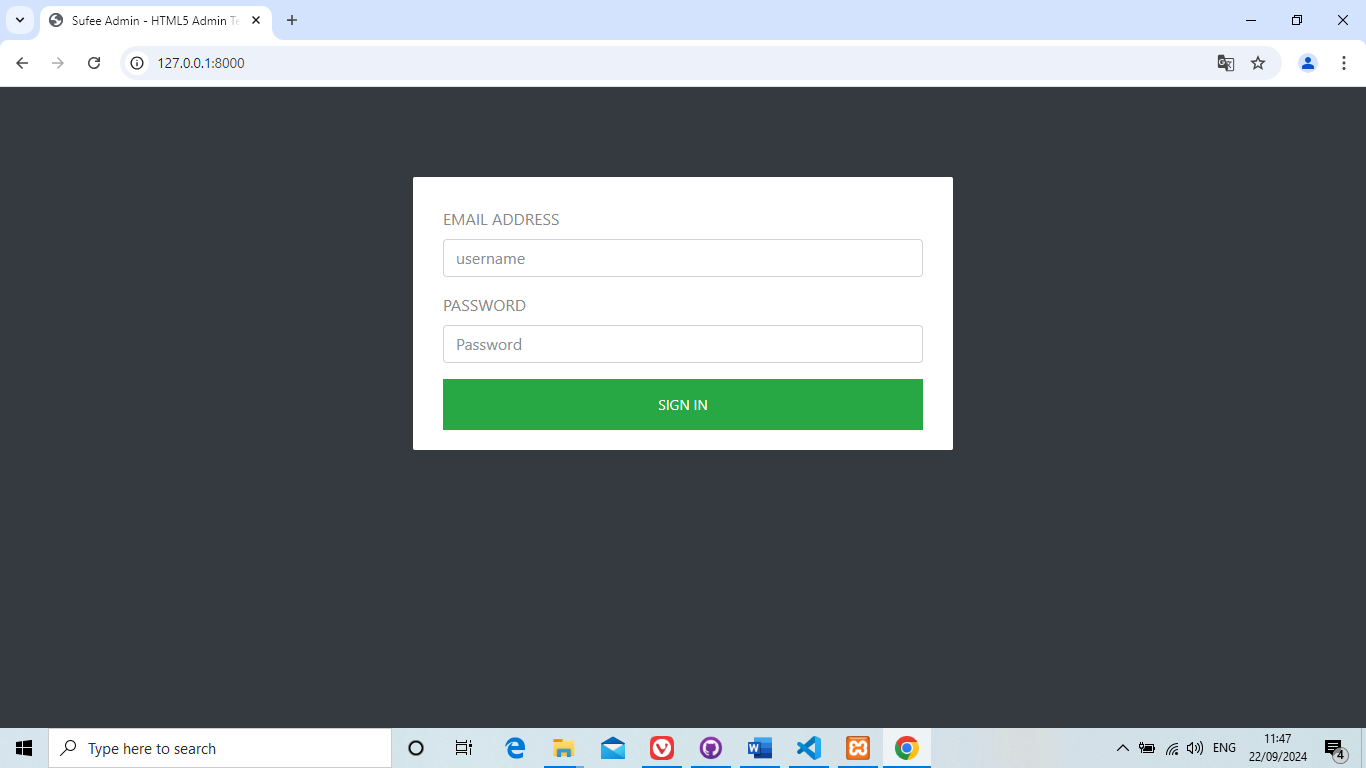 Sufee Admin - HTML5 Admin Te
127.0.0.1:8000
EMAIL ADDRESS
username
PASSWORD
Password
SIGN IN
Type here to search
ENG
11:47
22/09/2024
4